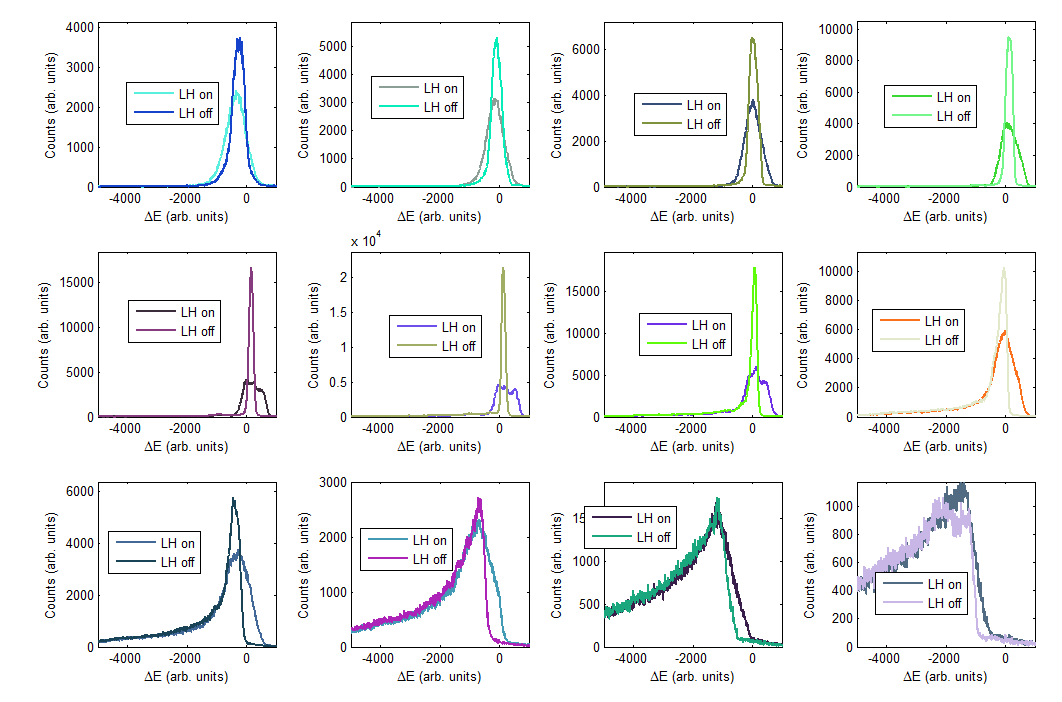 4000
3000
2000
1000
0
Counts (arb. units)
LH on
LH off
-4000 -2000 0
ΔE (arb. units)
5000
4000
3000
2000
1000
0
Counts (arb. units)
LH on
LH off
-4000 -2000 0
ΔE (arb. units)
6000
4000
2000
0
Counts (arb. units)
LH on
LH off
-4000 -2000 0
ΔE (arb. units)
10000
8000
6000
4000
2000
0
Counts (arb. units)
LH on
LH off
-4000 -2000 0
ΔE (arb. units)
15000
10000
5000
0
Counts (arb. units)
LH on
LH off
-4000 -2000 0
ΔE (arb. units)
x 10^4
2
1.5
1
0.5
0
Counts (arb. units)
LH on
LH off
-4000 -2000 0
ΔE (arb. units)
15000
10000
5000
0
Counts (arb. units)
LH on
LH off
-4000 -2000 0
ΔE (arb. units)
10000
8000
6000
4000
2000
0
Counts (arb. units)
LH on
LH off
-4000 -2000 0
ΔE (arb. units)
6000
4000
2000
0
Counts (arb. units)
LH on
LH off
-4000 -2000 0
ΔE (arb. units)
3000
2000
1000
0
Counts (arb. units)
LH on
LH off
-4000 -2000 0
ΔE (arb. units)
1000
500
0
Counts (arb. units)
LH on
LH off
-4000 -2000 0
ΔE (arb. units)
1000
800
600
400
200
0
Counts (arb. units)
LH on
LH off
-4000 -2000 0
ΔE (arb. units)